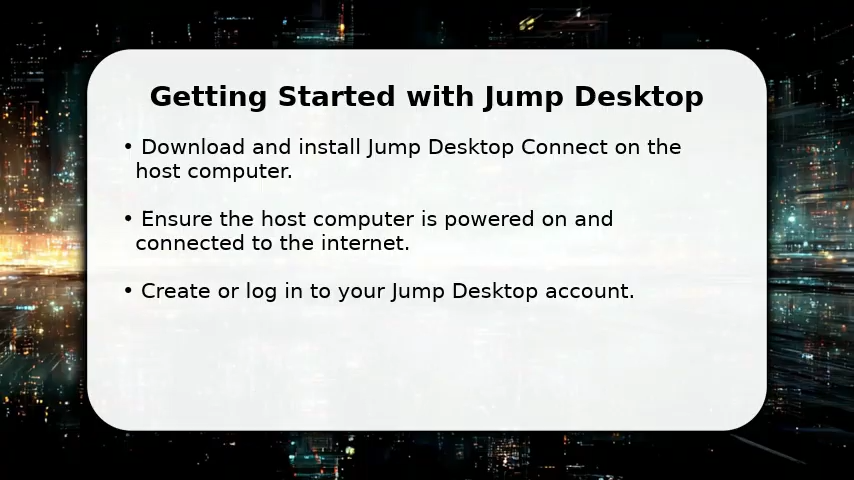 Getting Started with Jump Desktop
• Download and install Jump Desktop Connect on the
host computer.
• Ensure the host computer is powered on and
connected to the internet.
• Create or log in to your Jump Desktop account.